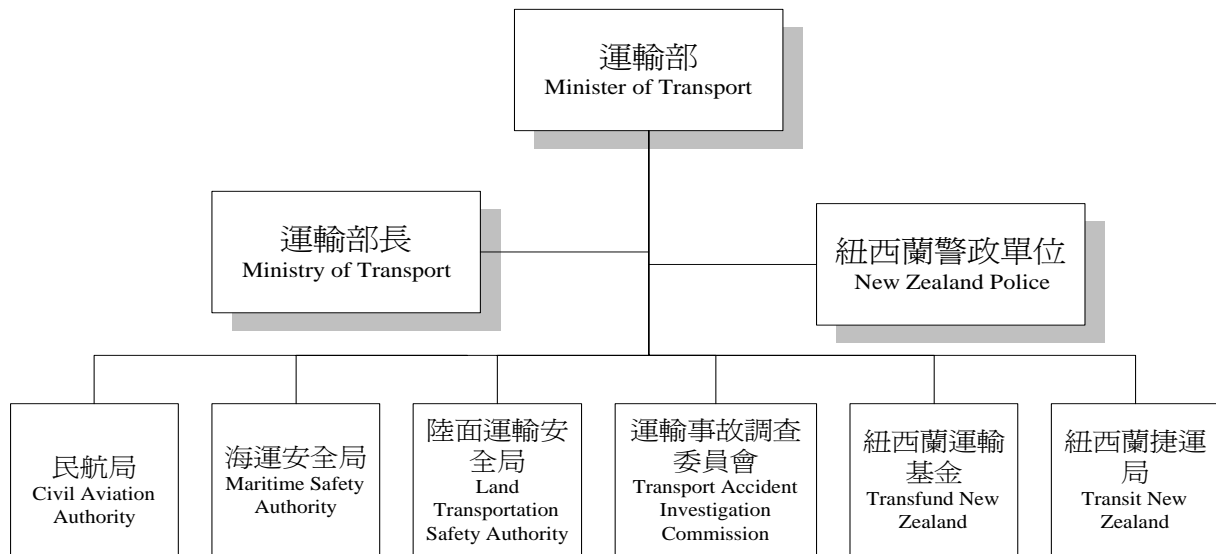 運輸部
Minister of Transport
運輸部長
Ministry of Transport
紐西蘭警政單位
New Zealand Police
民航局
Civil Aviation
Authority
海運安全局
Maritime Safety
Authority
陸面運輸安
全局
Land
Transportation
Safety Authority
運輸事故調查
委員會
Transport Accident
Investigation
Commission
紐西蘭運輸
基金
Transfund New
Zealand
紐西蘭捷運
局
Transit New
Zealand